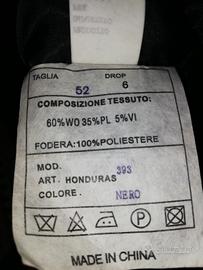 TAGLIA DROP
52 6
COMPOSIZIONE TESSUTO:
60%WO 35%PL 5%VI
FODERA:100%POLIESTERE
MOD. 393
ART. HONDURAS
COLORE . NERO
MADE IN CHINA